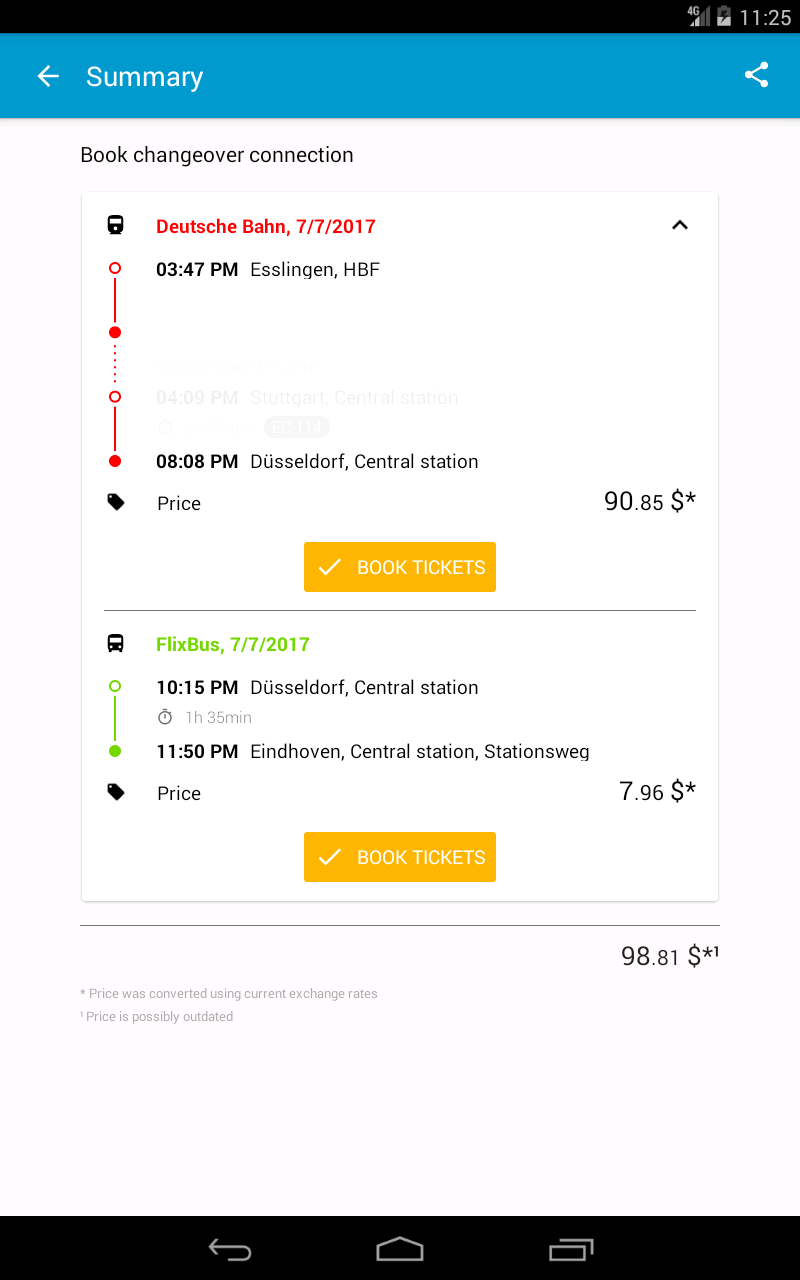 4G 11:25
Summary
Book changeover connection
Deutsche Bahn, 7/7/2017
03:47 PM Esslingen, HBF
04:09 PM Stuttgart, Central station
EC 114
08:08 PM Düsseldorf, Central station
Price 90.85 $*
BOOK TICKETS
FlixBus, 7/7/2017
10:15 PM Düsseldorf, Central station
1h 35min
11:50 PM Eindhoven, Central station, Stationsweg
Price 7.96 $*
BOOK TICKETS
98.81 $*¹
* Price was converted using current exchange rates
¹ Price is possibly outdated